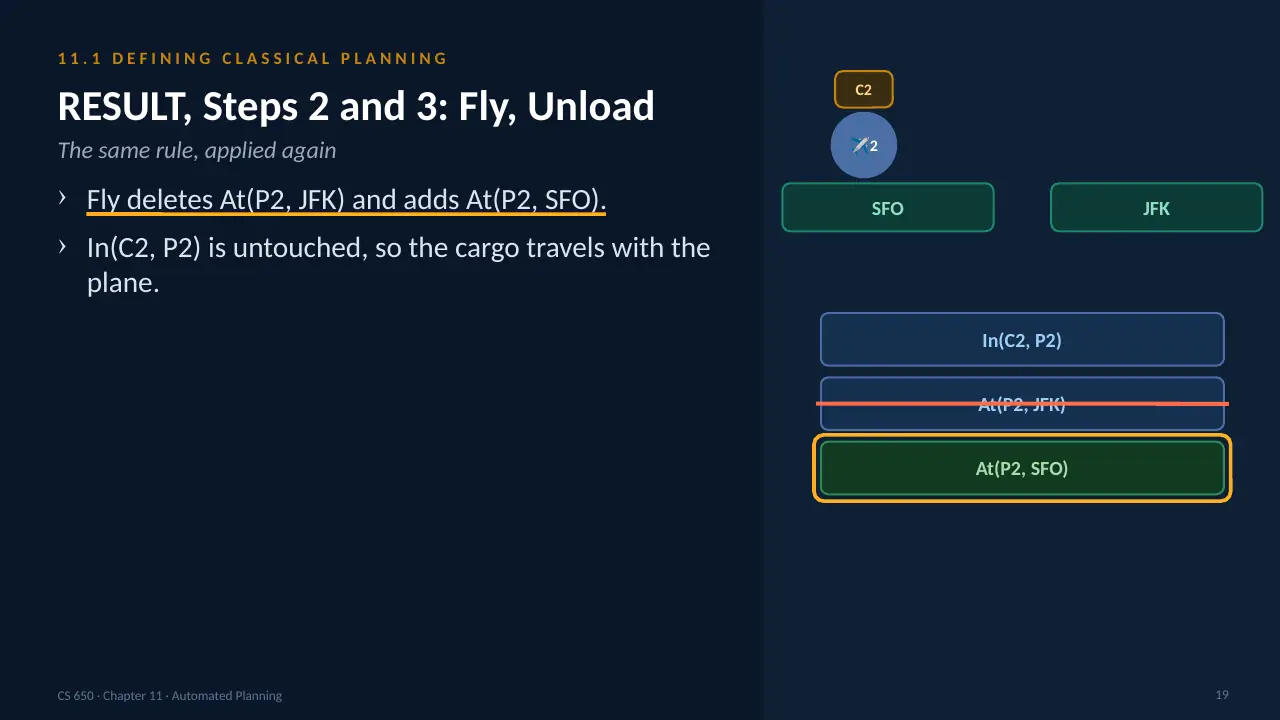 11.1 DEFINING CLASSICAL PLANNING
RESULT, Steps 2 and 3: Fly, Unload
The same rule, applied again
› Fly deletes At(P2, JFK) and adds At(P2, SFO).
› In(C2, P2) is untouched, so the cargo travels with the
plane.
C2
✈️2
SFO
JFK
In(C2, P2)
At(P2, JFK)
At(P2, SFO)
CS 650 · Chapter 11 · Automated Planning
19